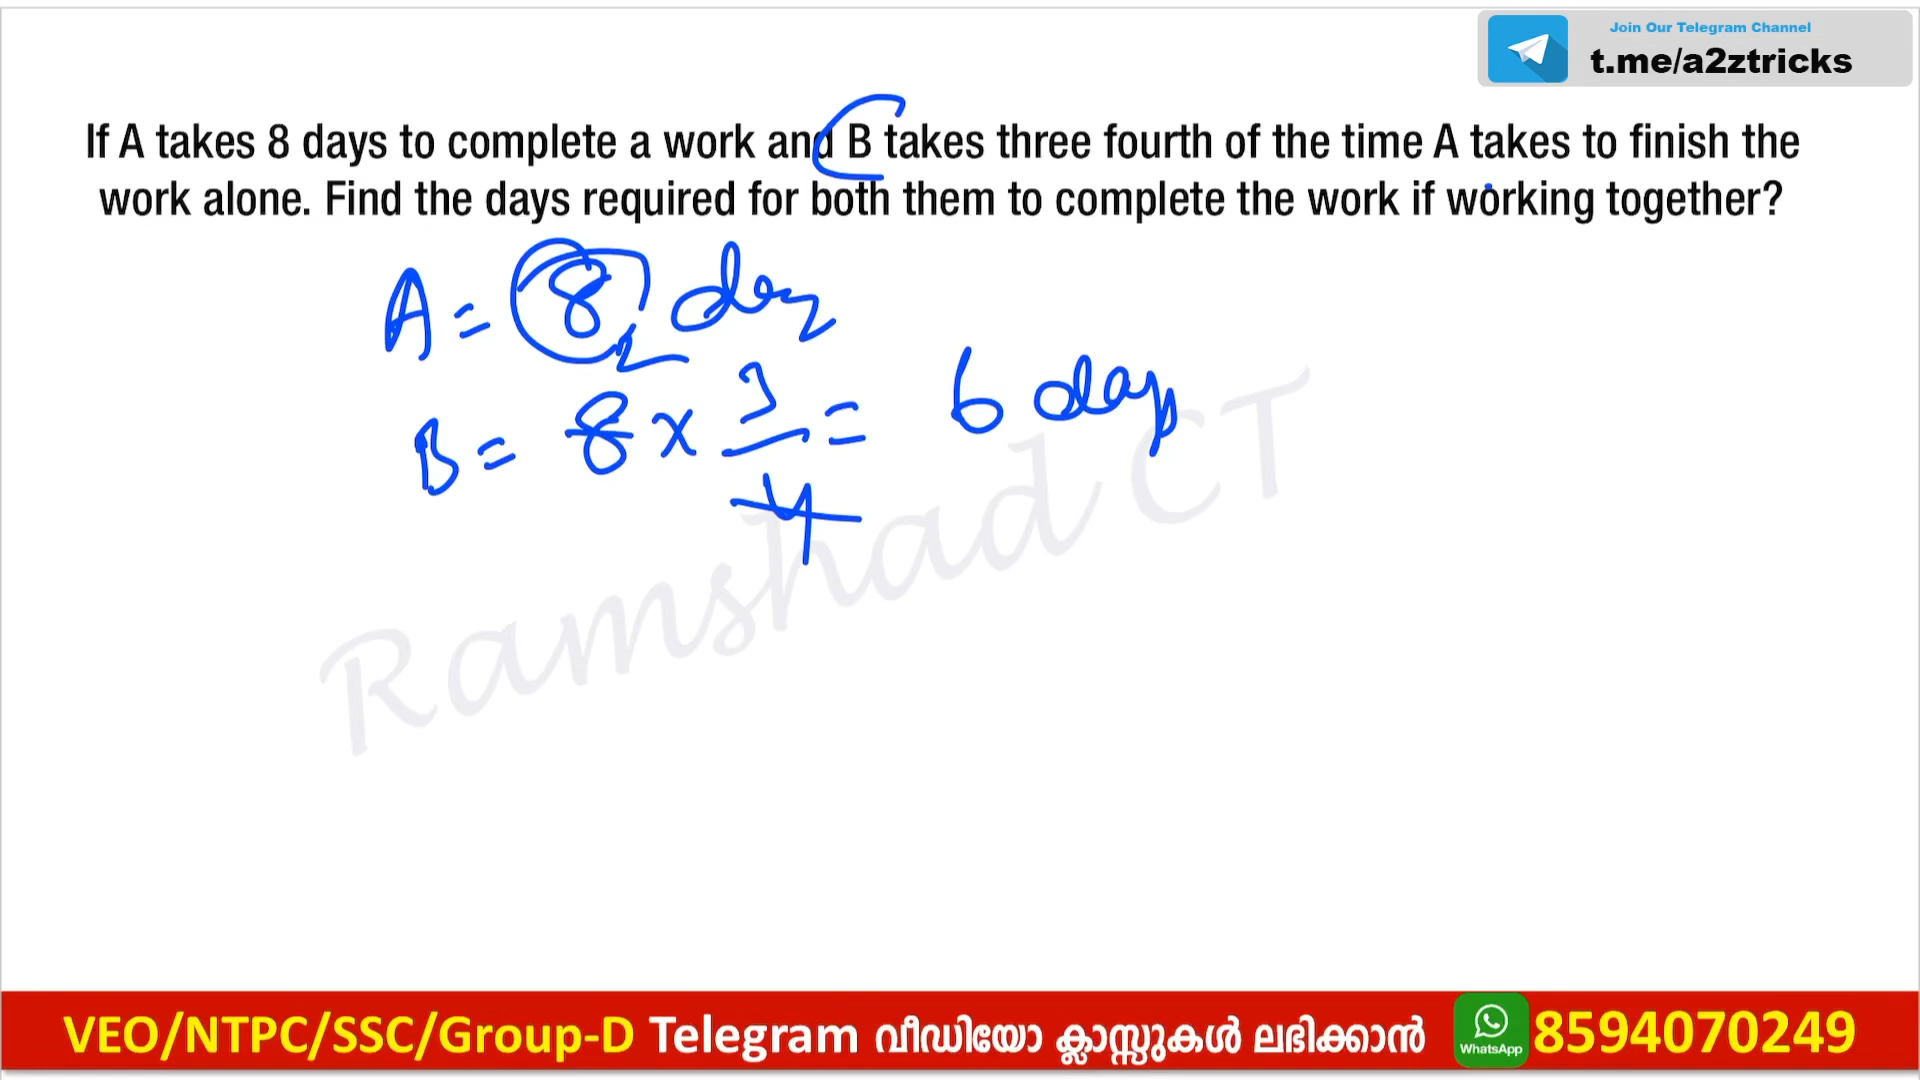 Join Our Telegram Channel
t.me/a2ztricks
If A takes 8 days to complete a work and B takes three fourth of the time A takes to finish the
work alone. Find the days required for both them to complete the work if working together?
A = 8 day
2
B = 8 x 3/4 = 6 days
Ramshad CT
VEO/NTPC/SSC/Group-D Telegram വീഡിയോ ക്ലാസ്സുകൾ ലഭിക്കാൻ WhatsApp 8594070249